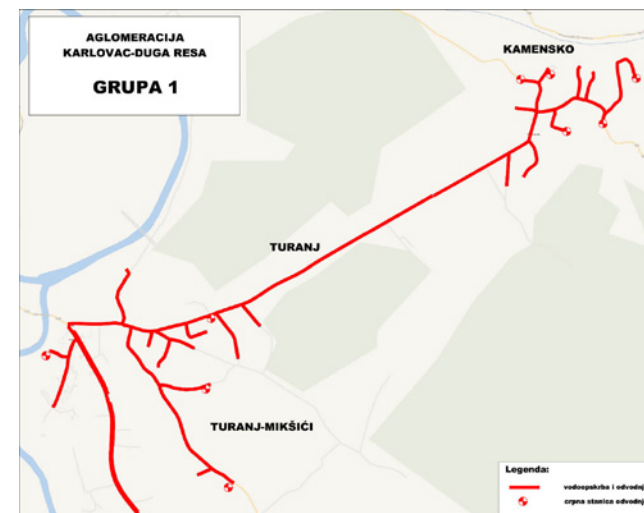 AGLOMERACIJA
KARLOVAC-DUGA RESA
GRUPA 1
KAMENSKO
TURANJ
TURANJ-MIKŠIĆI
Legenda:
vodoopskrba i odvodnj
crpna stanica odvodnj